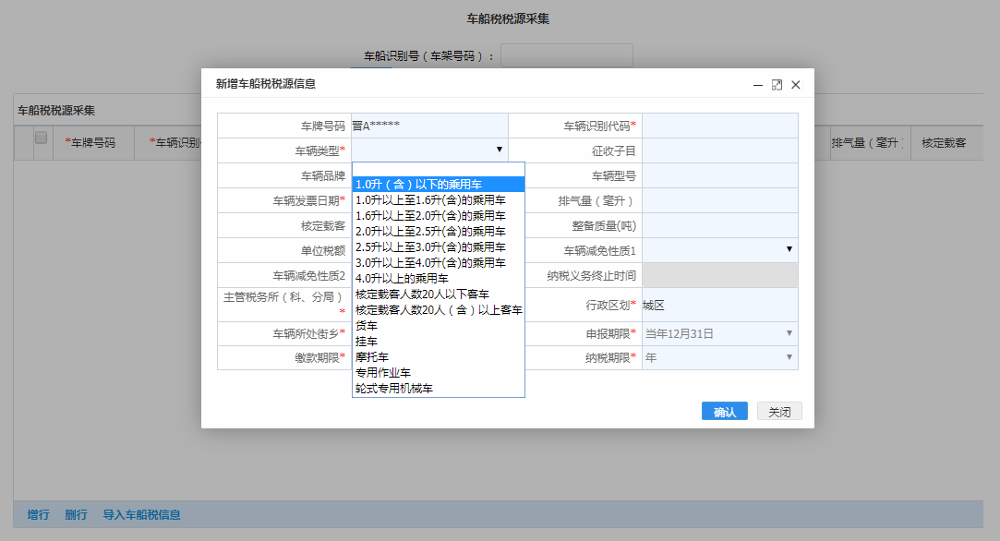 车船税税源采集
车船识别号（车架号码）：
新增车船税税源信息
车船税税源采集
*车牌号码
*车辆识别
排气量（毫升
核定载客
车牌号码 晋A*****
车辆识别代码*
车辆类型*
征收子目
车辆品牌
车辆型号
车辆发票日期*
排气量（毫升）
核定载客
整备质量(吨)
单位税额
车辆减免性质1
车辆减免性质2
纳税义务终止时间
主管税务所（科、分局）*
行政区划* 城区
车辆所处街乡*
申报期限* 当年12月31日
缴款期限*
纳税期限* 年
1.0升（含）以下的乘用车
1.0升以上至1.6升(含)的乘用车
1.6升以上至2.0升(含)的乘用车
2.0升以上至2.5升(含)的乘用车
2.5升以上至3.0升(含)的乘用车
3.0升以上至4.0升(含)的乘用车
4.0升以上的乘用车
核定载客人数20人以下客车
核定载客人数20人（含）以上客车
货车
挂车
摩托车
专用作业车
轮式专用机械车
确认 关闭
增行 删行 导入车船税信息